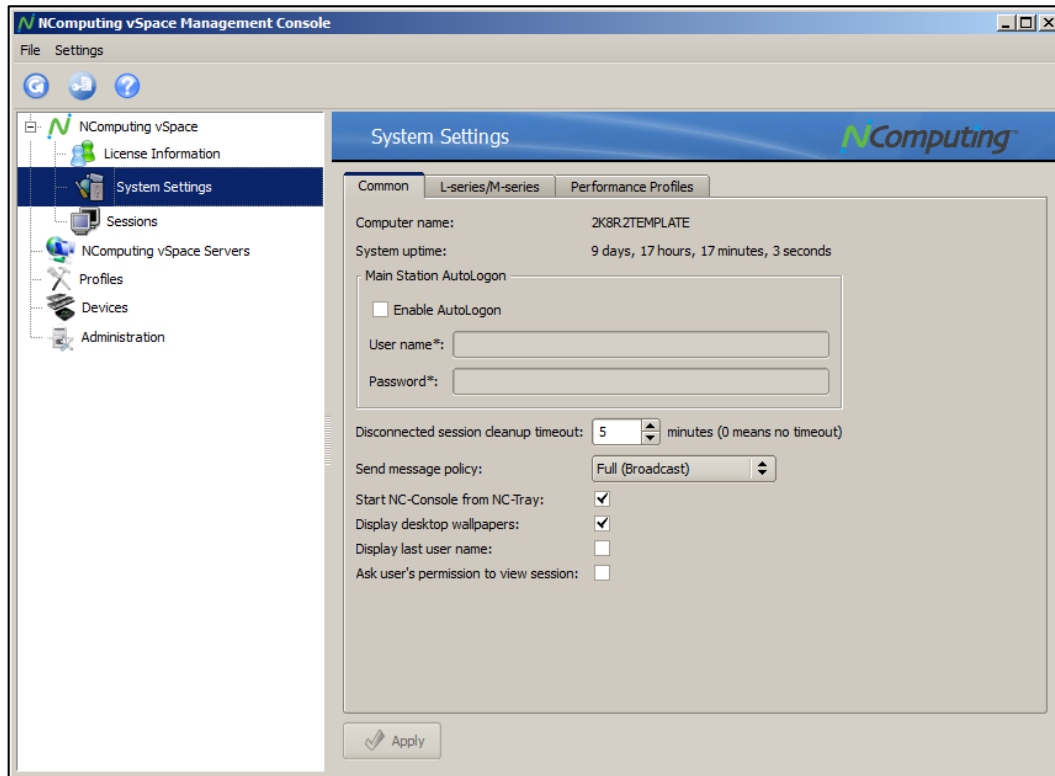 NComputing vSpace Management Console
File Settings
NComputing vSpace
License Information
System Settings
Sessions
NComputing vSpace Servers
Profiles
Devices
Administration
System Settings
NComputing™
Common L-series/M-series Performance Profiles
Computer name: 2K8R2TEMPLATE
System uptime: 9 days, 17 hours, 17 minutes, 3 seconds
Main Station AutoLogon
Enable AutoLogon
User name*:
Password*:
Disconnected session cleanup timeout: 5 minutes (0 means no timeout)
Send message policy: Full (Broadcast)
Start NC-Console from NC-Tray:
Display desktop wallpapers:
Display last user name:
Ask user's permission to view session:
Apply